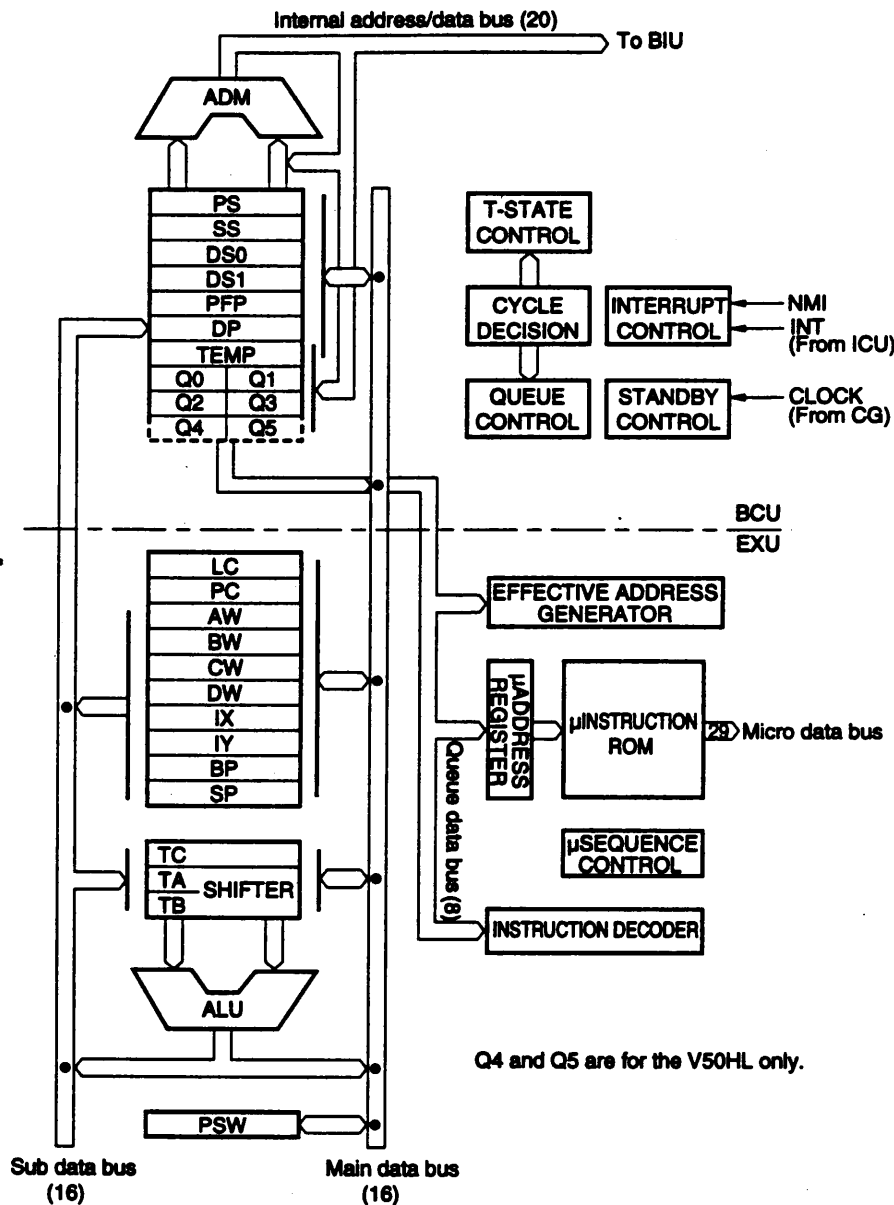 Internal address/data bus (20)
To BIU
ADM
PS
SS
DS0
DS1
PFP
DP
TEMP
Q0 Q1
Q2 Q3
Q4 Q5
T-STATE
CONTROL
CYCLE
DECISION
QUEUE
CONTROL
INTERRUPT
CONTROL
NMI
INT
(From ICU)
STANDBY
CONTROL
CLOCK
(From CG)
BCU
EXU
LC
PC
AW
BW
CW
DW
IX
IY
BP
SP
EFFECTIVE ADDRESS
GENERATOR
µADDRESS
REGISTER
µINSTRUCTION
ROM
29
Micro data bus
Queue data bus (8)
µSEQUENCE
CONTROL
INSTRUCTION DECODER
TC
TA
TB
SHIFTER
ALU
Q4 and Q5 are for the V50HL only.
PSW
Sub data bus
(16)
Main data bus
(16)